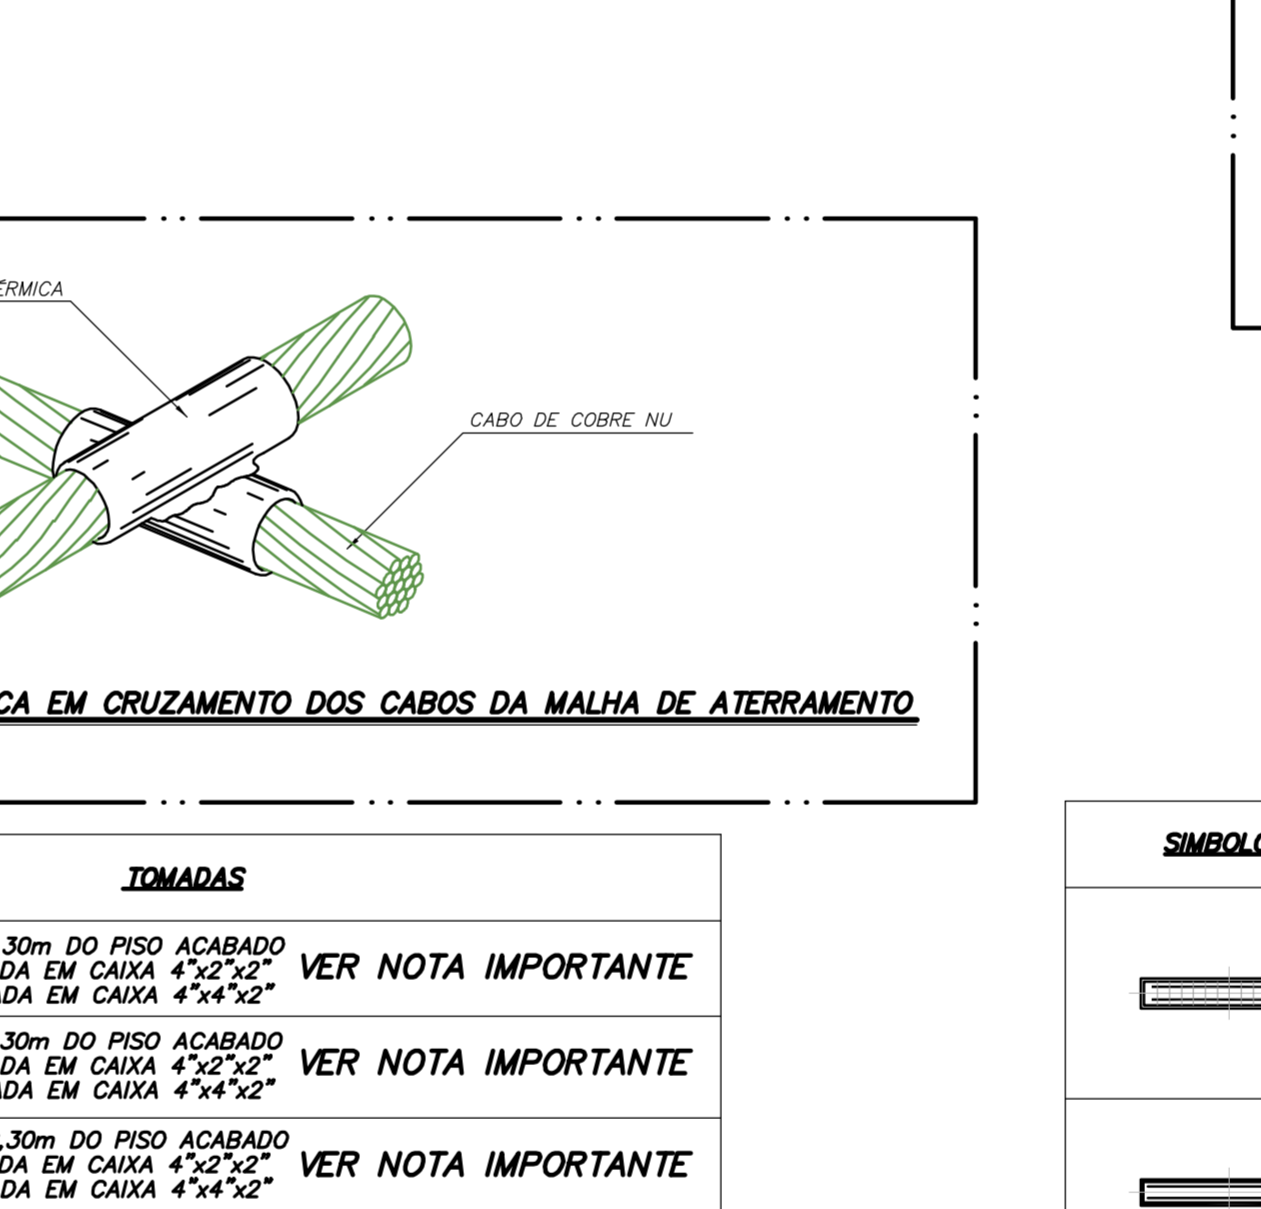 ÉRMICA
CABO DE COBRE NU
CA EM CRUZAMENTO DOS CABOS DA MALHA DE ATERRAMENTO
TOMADAS
,30m DO PISO ACABADO
DA EM CAIXA 4"x2"x2"
ADA EM CAIXA 4"x4"x2"
VER NOTA IMPORTANTE
,30m DO PISO ACABADO
DA EM CAIXA 4"x2"x2"
ADA EM CAIXA 4"x4"x2"
VER NOTA IMPORTANTE
,30m DO PISO ACABADO
DA EM CAIXA 4"x2"x2"
DA EM CAIXA 4"x4"x2"
VER NOTA IMPORTANTE
SIMBOLO